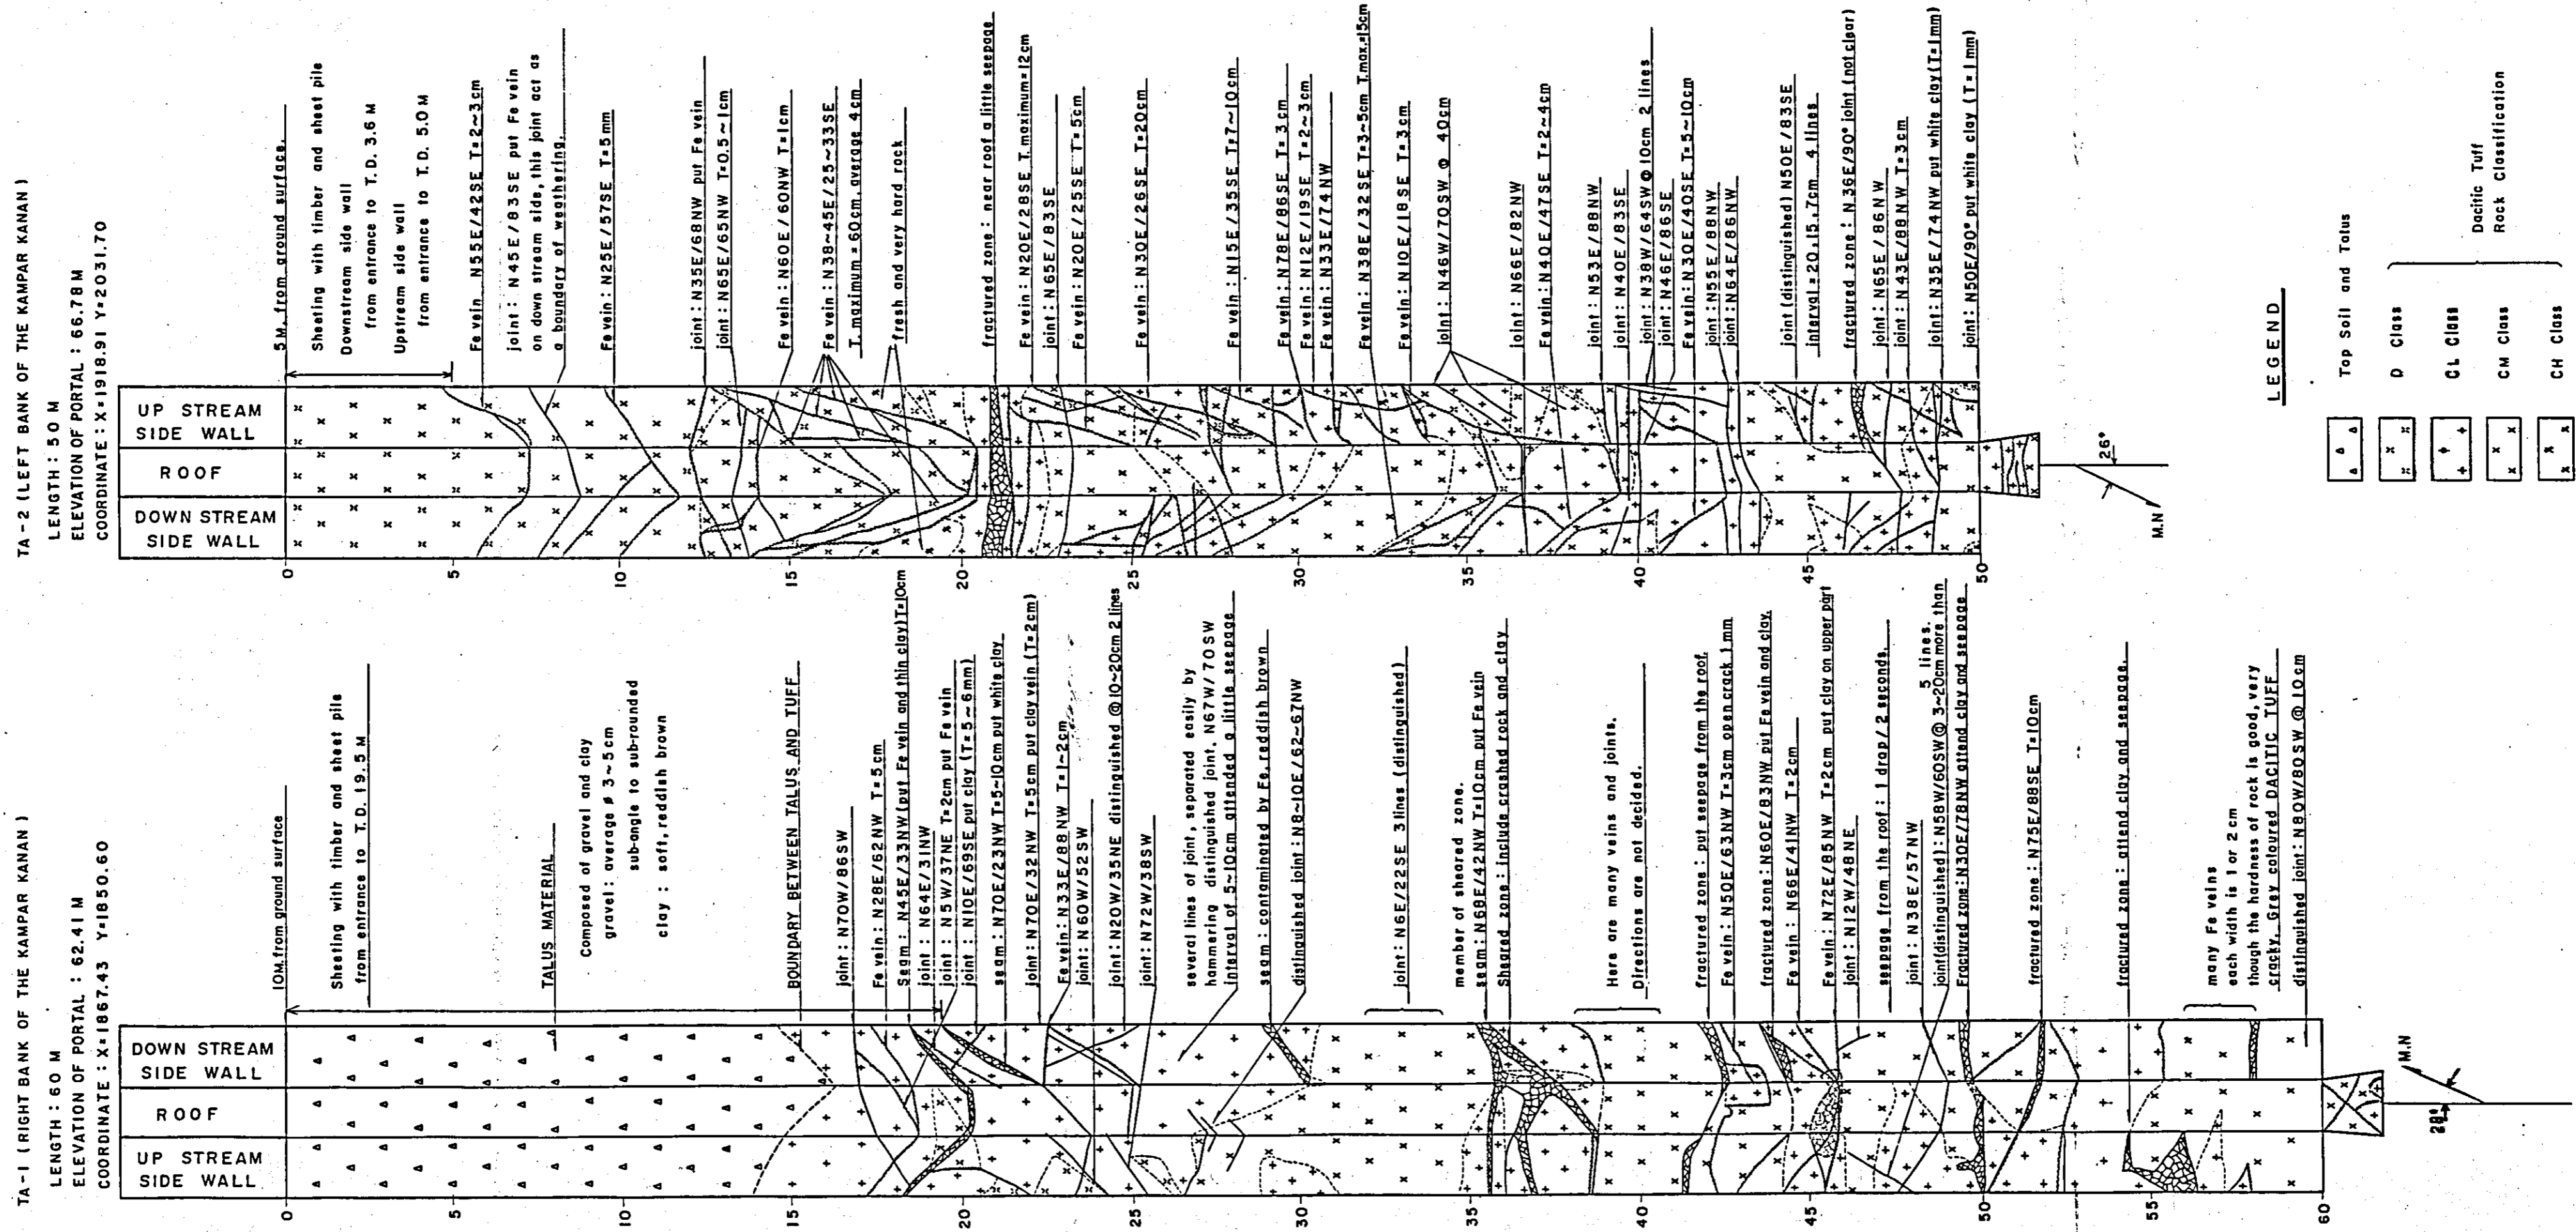 TA-1 (RIGHT BANK OF THE KAMPAR KANAN)
LENGTH : 60 M
ELEVATION OF PORTAL : 62.41 M
COORDINATE : X=1867.43 Y=1850.60
UP STREAM
SIDE WALL
ROOF
DOWN STREAM
SIDE WALL
0
5
10
15
20
25
30
35
40
45
50
55
60
10M. from ground surface
Sheeting with timber and sheet pile
from entrance to T.D. 19.5 M
TALUS MATERIAL
Composed of gravel and clay
gravel: average ø 3~5cm
sub-angle to sub-rounded
clay : soft, reddish brown
BOUNDARY BETWEEN TALUS AND TUFF
joint: N70W/86SW
Fe vein: N28E/62NW T=5cm
Seam: N45E/33NW (put Fe vein and thin clay) T=10cm
joint: N64E/31NW
joint: N5W/37NE T=2cm put Fe vein
joint: N10E/69SE put clay (T=5~6mm)
seam: N70E/23NW T=5~10cm put white clay
joint: N70E/32NW T=5cm put clay vein (T=2cm)
Fe vein: N33E/88NW T=1~2cm
joint: N60W/52SW
joint: N20W/35NE distinguished @ 10~20cm 2 lines
joint: N72W/38SW
several lines of joint, separated easily by
hammering distinguished joint. N67W/70SW
interval of 5~10cm attended a little seepage
seam: contaminated by Fe, reddish brown
distinguished joint: N8~10E/62~67NW
joint: N6E/22SE 3 lines (distinguished)
member of sheared zone.
seam: N68E/42NW T=10cm put Fe vein
Sheared zone: include crashed rock and clay
Here are many veins and joints.
Directions are not decided.
fractured zone: put seepage from the roof.
Fe vein: N50E/63NW T=3cm open crack 1mm
fractured zone: N60E/83NW put Fe vein and clay.
Fe vein: N66E/41NW T=2cm
Fe vein: N72E/85NW T=2cm put clay on upper part
joint: N12W/48NE
seepage from the roof: 1 drop/2 seconds.
joint: N38E/57NW
5 lines.
joint(distinguished): N58W/60SW @ 3~20cm more than
Fractured zone: N30E/78NW attend clay and seepage
fractured zone: N75E/88SE T=10cm
fractured zone: attend clay and seepage.
many Fe veins
each width is 1 or 2 cm
though the hardness of rock is good, very
cracky, Grey coloured DACITIC TUFF
distinguished joint: N80W/80SW @ 10cm
M.N
TA-2 (LEFT BANK OF THE KAMPAR KANAN)
LENGTH : 50 M
ELEVATION OF PORTAL : 66.78 M
COORDINATE : X=1918.91 Y=2031.70
DOWN STREAM
SIDE WALL
ROOF
UP STREAM
SIDE WALL
0
5
10
15
20
25
30
35
40
45
50
5M. from ground surface.
Sheeting with timber and sheet pile
Downstream side wall
from entrance to T.D. 3.6 M
Upstream side wall
from entrance to T.D. 5.0 M
Fe vein: N55E/42SE T=2~3cm
joint: N45E/83SE put Fe vein
on down stream side, this joint act as
a boundary of weathering.
Fe vein: N25E/57SE T=5mm
joint: N35E/68NW put Fe vein
joint: N65E/65NW T=0.5~1cm
Fe vein: N60E/60NW T=1cm
Fe vein: N38~45E/25~33SE
T. maximum=60cm, average 4cm
fresh and very hard rock
fractured zone: near roof a little seepage
Fe vein: N20E/28SE T. maximum=12cm
joint: N65E/83SE
Fe vein: N20E/25SE T=5cm
Fe vein: N30E/26SE T=20cm
Fe vein: N15E/35SE T=7~10cm
Fe vein: N78E/86SE T=3cm
Fe vein: N12E/19SE T=2~3cm
Fe vein: N33E/74NW
Fe vein: N38E/32SE T=3~5cm T.max.=15cm
Fe vein: N10E/18SE T=3cm
joint: N46W/70SW @ 40cm
joint: N66E/82NW
Fe vein: N40E/47SE T=2~4cm
joint: N53E/88NW
joint: N40E/83SE
joint: N38W/64SW @ 10cm 2 lines
joint: N46E/86SE
Fe vein: N30E/40SE T=5~10cm
joint: N55E/88NW
joint: N64E/86NW
joint (distinguished) N50E/83SE
interval=20,15,7cm 4 lines
fractured zone: N36E/90° joint (not clear)
joint: N65E/86NW
joint: N43E/88NW T=3cm
joint: N35E/74NW put white clay (T=1mm)
joint: N50E/90° put white clay (T=1mm)
26°
M.N
LEGEND
Top Soil and Talus
D Class
CL Class
CM Class
CH Class
Dacitic Tuff
Rock Classification